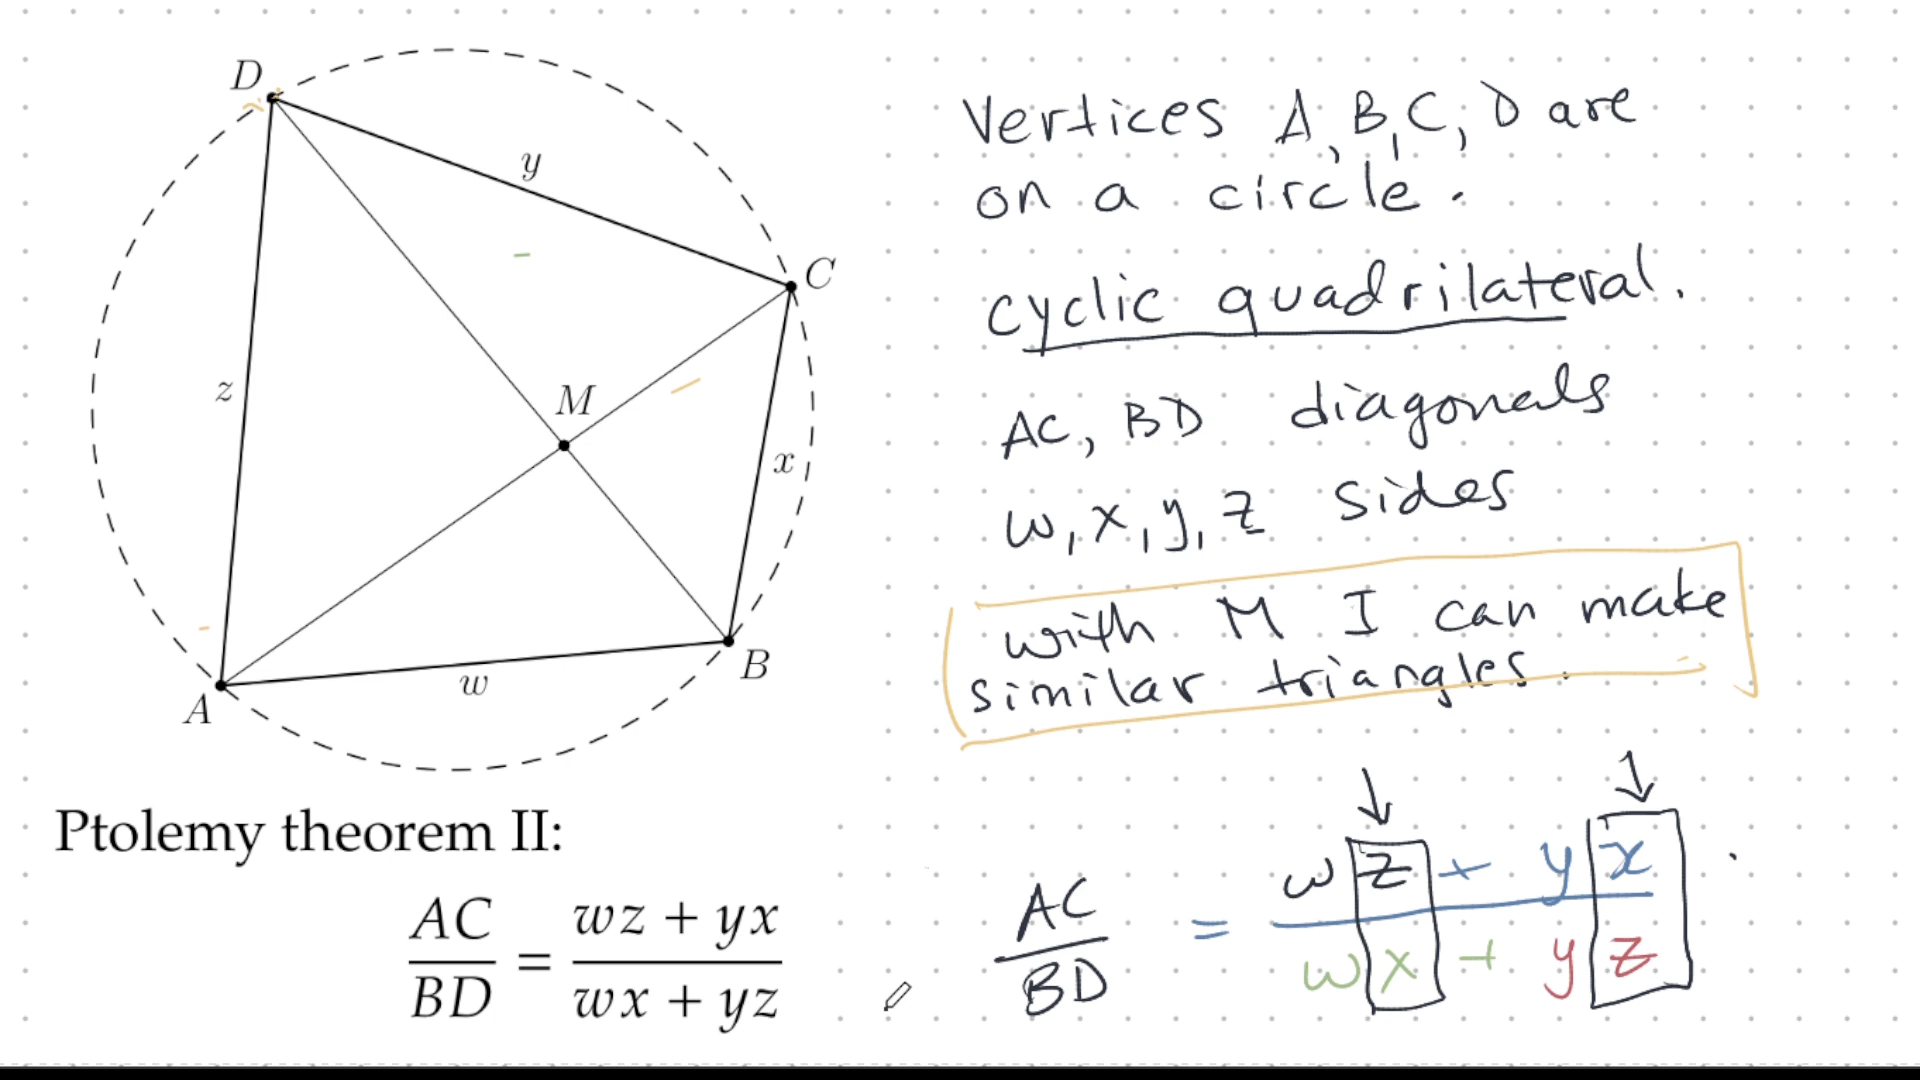 D
y
C
z
M
x
A
w
B
Ptolemy theorem II:
AC/BD = wz + yx/wx + yz
Vertices A, B, C, D are
on a circle.
cyclic quadrilateral.
AC, BD diagonals
w, x, y, z sides
with M I can make
similar triangles.
AC/BD = wz + yx/wx + yz